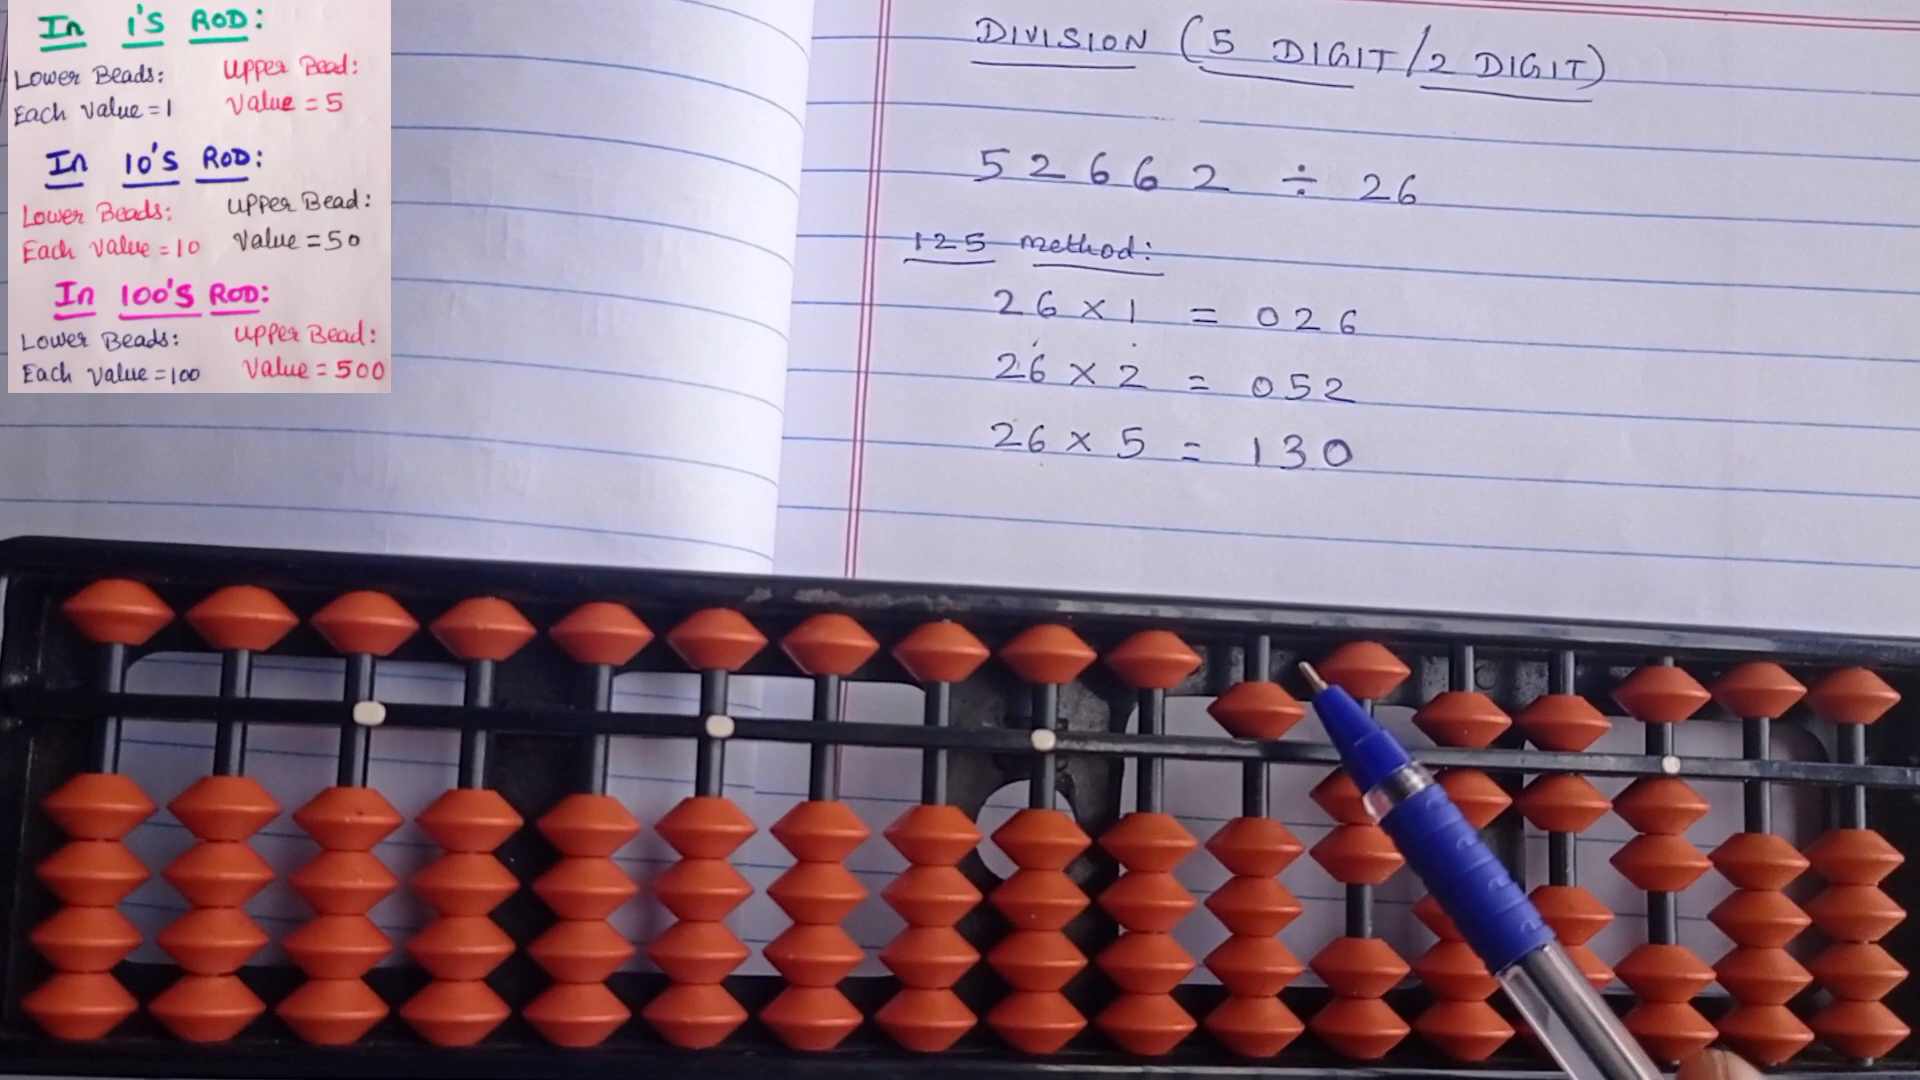 In 1'S ROD:
Lower Beads: Upper Bead:
Each Value = 1 Value = 5
In 10'S ROD:
Lower Beads: Upper Bead:
Each Value = 10 Value = 50
In 100'S ROD:
Lower Beads: Upper Bead:
Each Value = 100 Value = 500
DIVISION (5 DIGIT/2 DIGIT)
52662 ÷ 26
125 method:
26 × 1 = 026
26 × 2 = 052
26 × 5 = 130